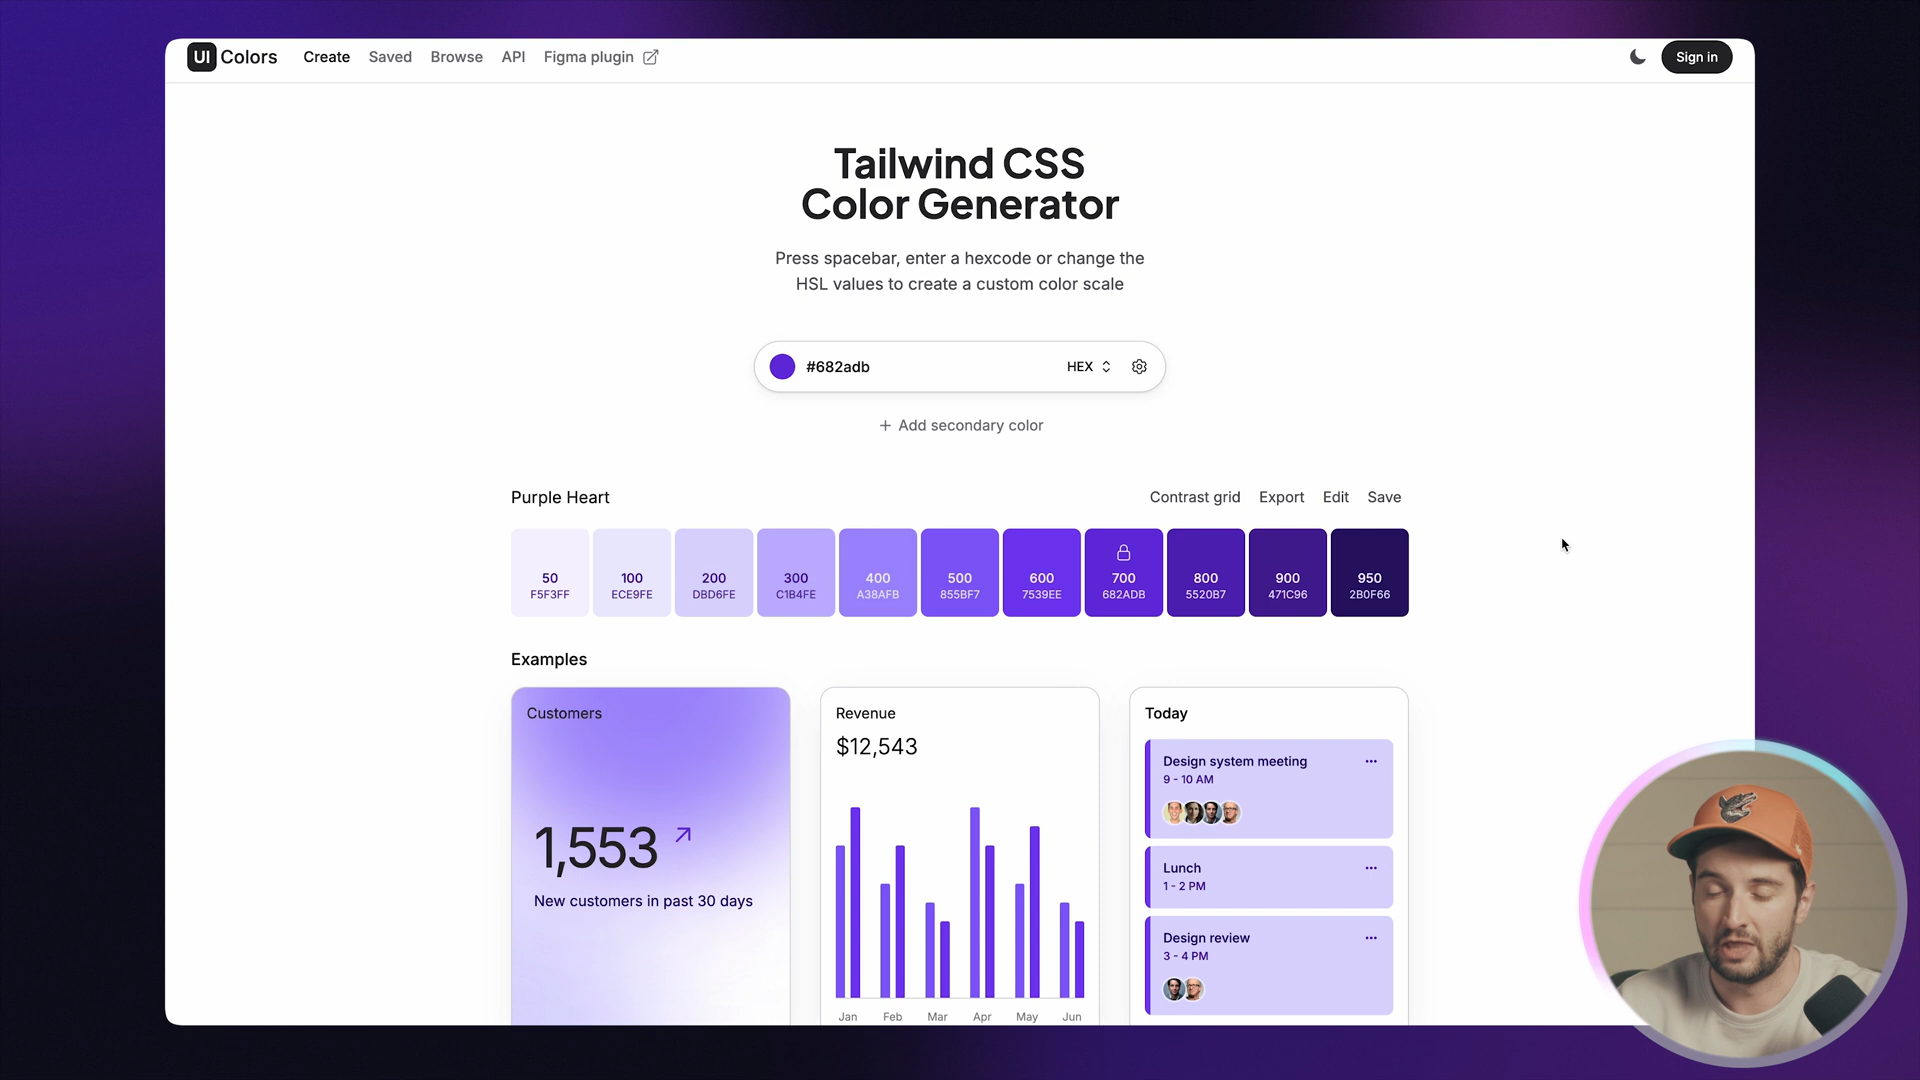 UI Colors
Create Saved Browse API Figma plugin
Sign in
Tailwind CSS
Color Generator
Press spacebar, enter a hexcode or change the
HSL values to create a custom color scale
#682adb
HEX
+ Add secondary color
Purple Heart
Contrast grid Export Edit Save
50 100 200 300 400 500 600 700 800 900 950
F5F3FF ECE9FE DBD6FE C1B4FE A38AFB 855BF7 7539EE 682ADB 5520B7 471C96 2B0F66
Examples
Customers
1,553
New customers in past 30 days
Revenue
$12,543
Jan Feb Mar Apr May Jun
Today
Design system meeting
9 - 10 AM
Lunch
1 - 2 PM
Design review
3 - 4 PM